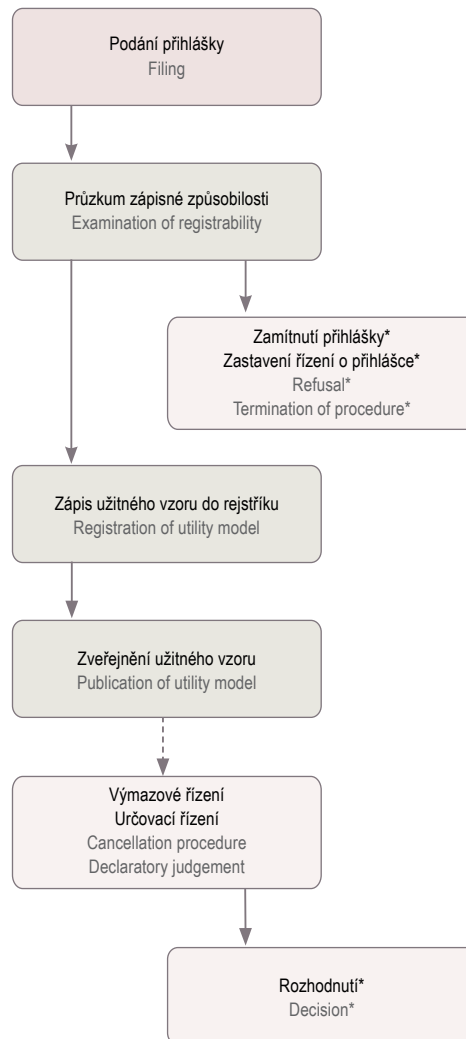 Podání přihlášky
Filing
Průzkum zápisné způsobilosti
Examination of registrability
Zamítnutí přihlášky*
Zastavení řízení o přihlášce*
Refusal*
Termination of procedure*
Zápis užitného vzoru do rejstříku
Registration of utility model
Zveřejnění užitného vzoru
Publication of utility model
Výmazové řízení
Určovací řízení
Cancellation procedure
Declaratory judgement
Rozhodnutí*
Decision*